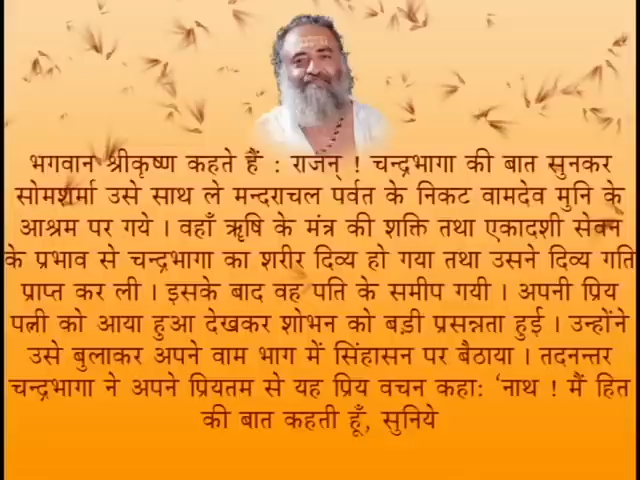 भगवान श्रीकृष्ण कहते हैं : राजन् ! चन्द्रभागा की बात सुनकर
सोमशर्मा उसे साथ ले मन्दराचल पर्वत के निकट वामदेव मुनि के
आश्रम पर गये । वहाँ ॠषि के मंत्र की शक्ति तथा एकादशी सेवन
के प्रभाव से चन्द्रभागा का शरीर दिव्य हो गया तथा उसने दिव्य गति
प्राप्त कर ली । इसके बाद वह पति के समीप गयी । अपनी प्रिय
पत्नी को आया हुआ देखकर शोभन को बड़ी प्रसन्नता हुई । उन्होंने
उसे बुलाकर अपने वाम भाग में सिंहासन पर बैठाया । तदनन्तर
चन्द्रभागा ने अपने प्रियतम से यह प्रिय वचन कहा: ‘नाथ ! मैं हित
की बात कहती हूँ, सुनिये